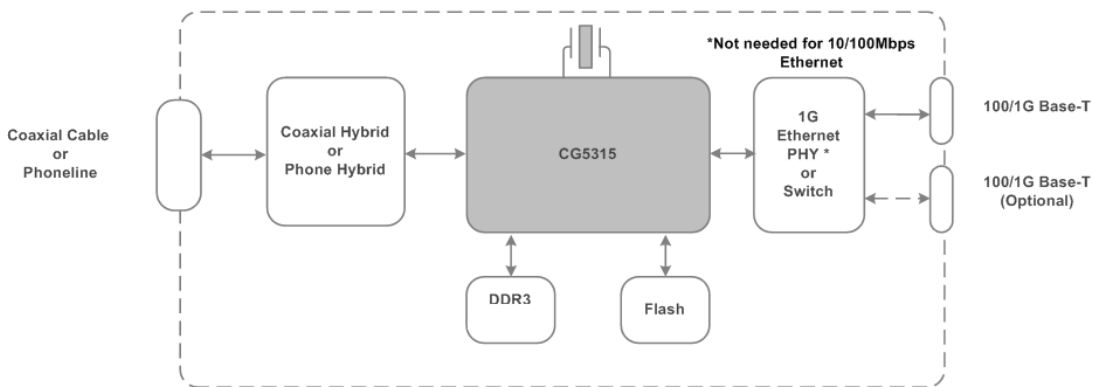 *Not needed for 10/100Mbps
Ethernet
Coaxial Cable
or
Phoneline
Coaxial Hybrid
or
Phone Hybrid
CG5315
1G
Ethernet
PHY *
or
Switch
100/1G Base-T
100/1G Base-T
(Optional)
DDR3
Flash